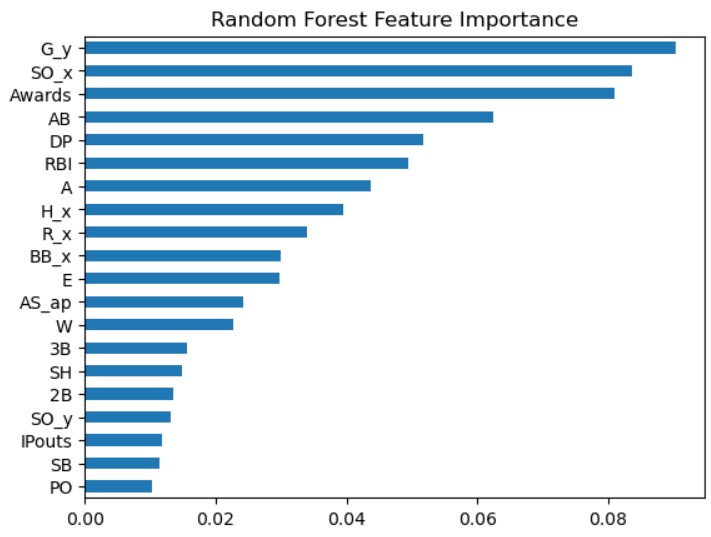 Random Forest Feature Importance
G_y
SO_x
Awards
AB
DP
RBI
A
H_x
R_x
BB_x
E
AS_ap
W
3B
SH
2B
SO_y
IPouts
SB
PO
0.00 0.02 0.04 0.06 0.08